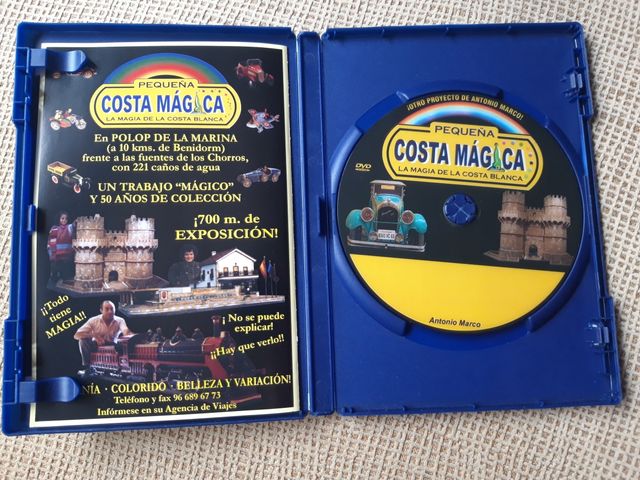 PEQUEÑA
COSTA MÁGICA
LA MAGIA DE LA COSTA BLANCA
En POLOP DE LA MARINA
(a 10 kms. de Benidorm)
frente a las fuentes de los Chorros,
con 221 caños de agua
UN TRABAJO “MÁGICO”
Y 50 AÑOS DE COLECCIÓN
¡700 m. de
EXPOSICIÓN!
¡¡Todo
tiene
MAGIA!!
¡No se puede
explicar!
¡¡Hay que verlo!!
NÍA · COLORIDO · BELLEZA Y VARIACIÓN!
Teléfono y fax 96 689 67 73
Infórmese en su Agencia de Viajes
¡OTRO PROYECTO DE ANTONIO MARCO!
PEQUEÑA
COSTA MÁGICA
LA MAGIA DE LA COSTA BLANCA
DVD
Antonio Marco